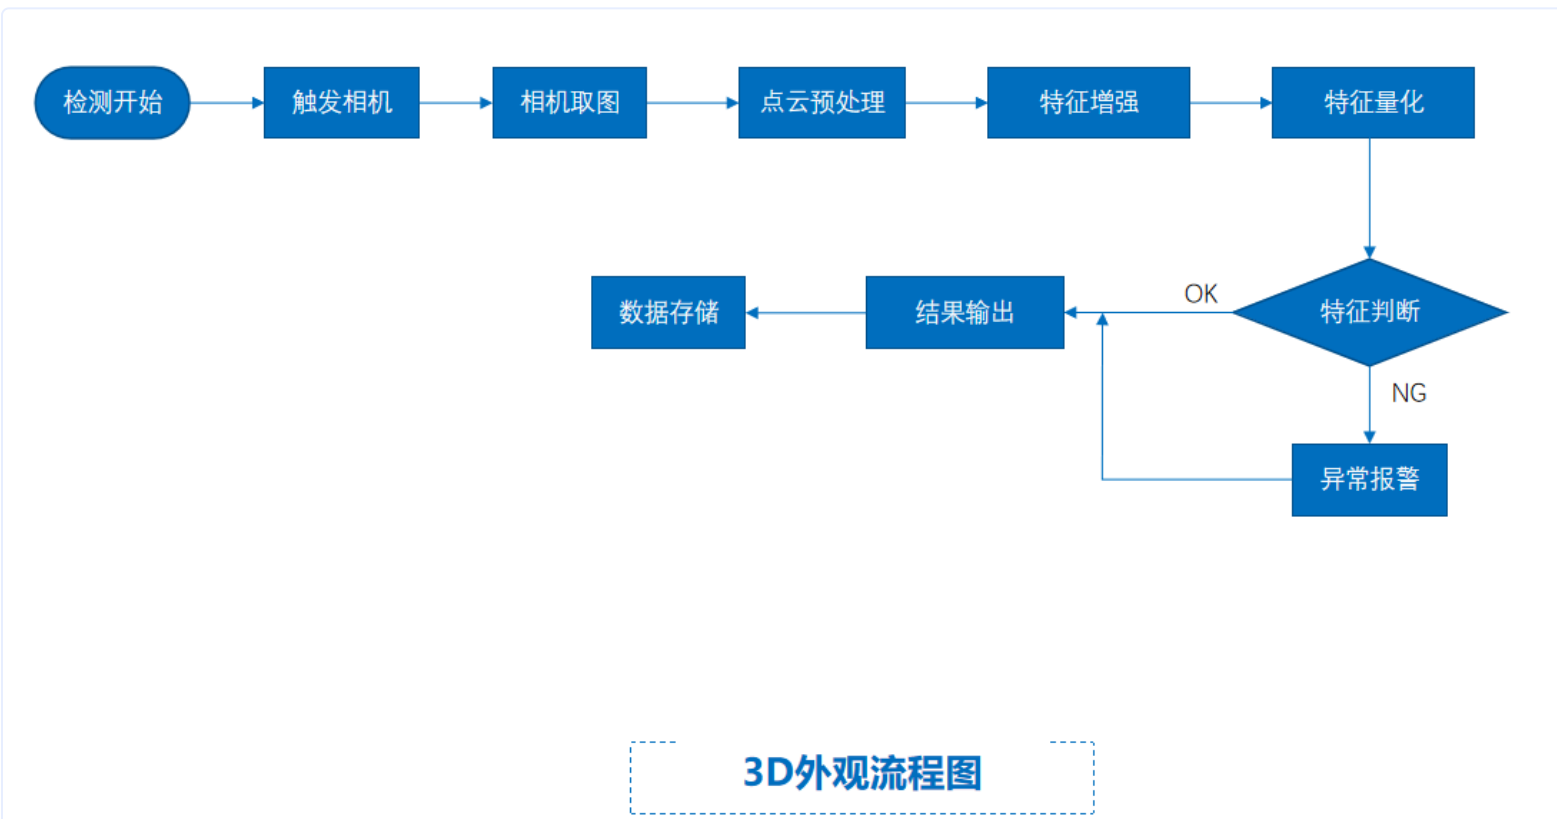 检测开始
触发相机
相机取图
点云预处理
特征增强
特征量化
数据存储
结果输出
OK
特征判断
NG
异常报警
3D外观流程图